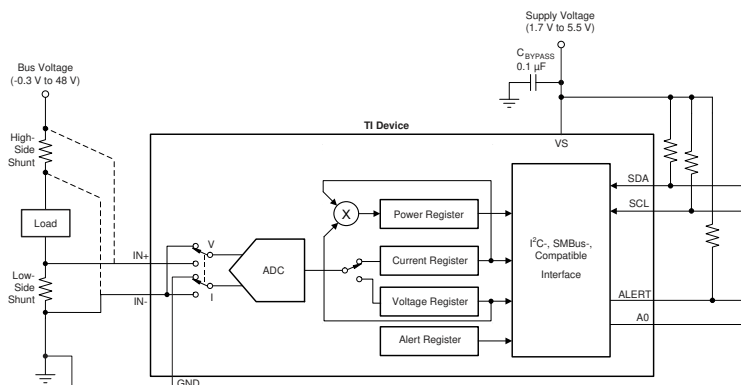 Supply Voltage
(1.7 V to 5.5 V)
CBYPASS
0.1 µF
Bus Voltage
(-0.3 V to 48 V)
High-
Side
Shunt
TI Device
VS
SDA
SCL
X
Power Register
Load
V
IN+
ADC
Current Register
I²C-, SMBus-,
Compatible
Interface
Low-
Side
Shunt
IN-
I
Voltage Register
ALERT
A0
Alert Register
GND